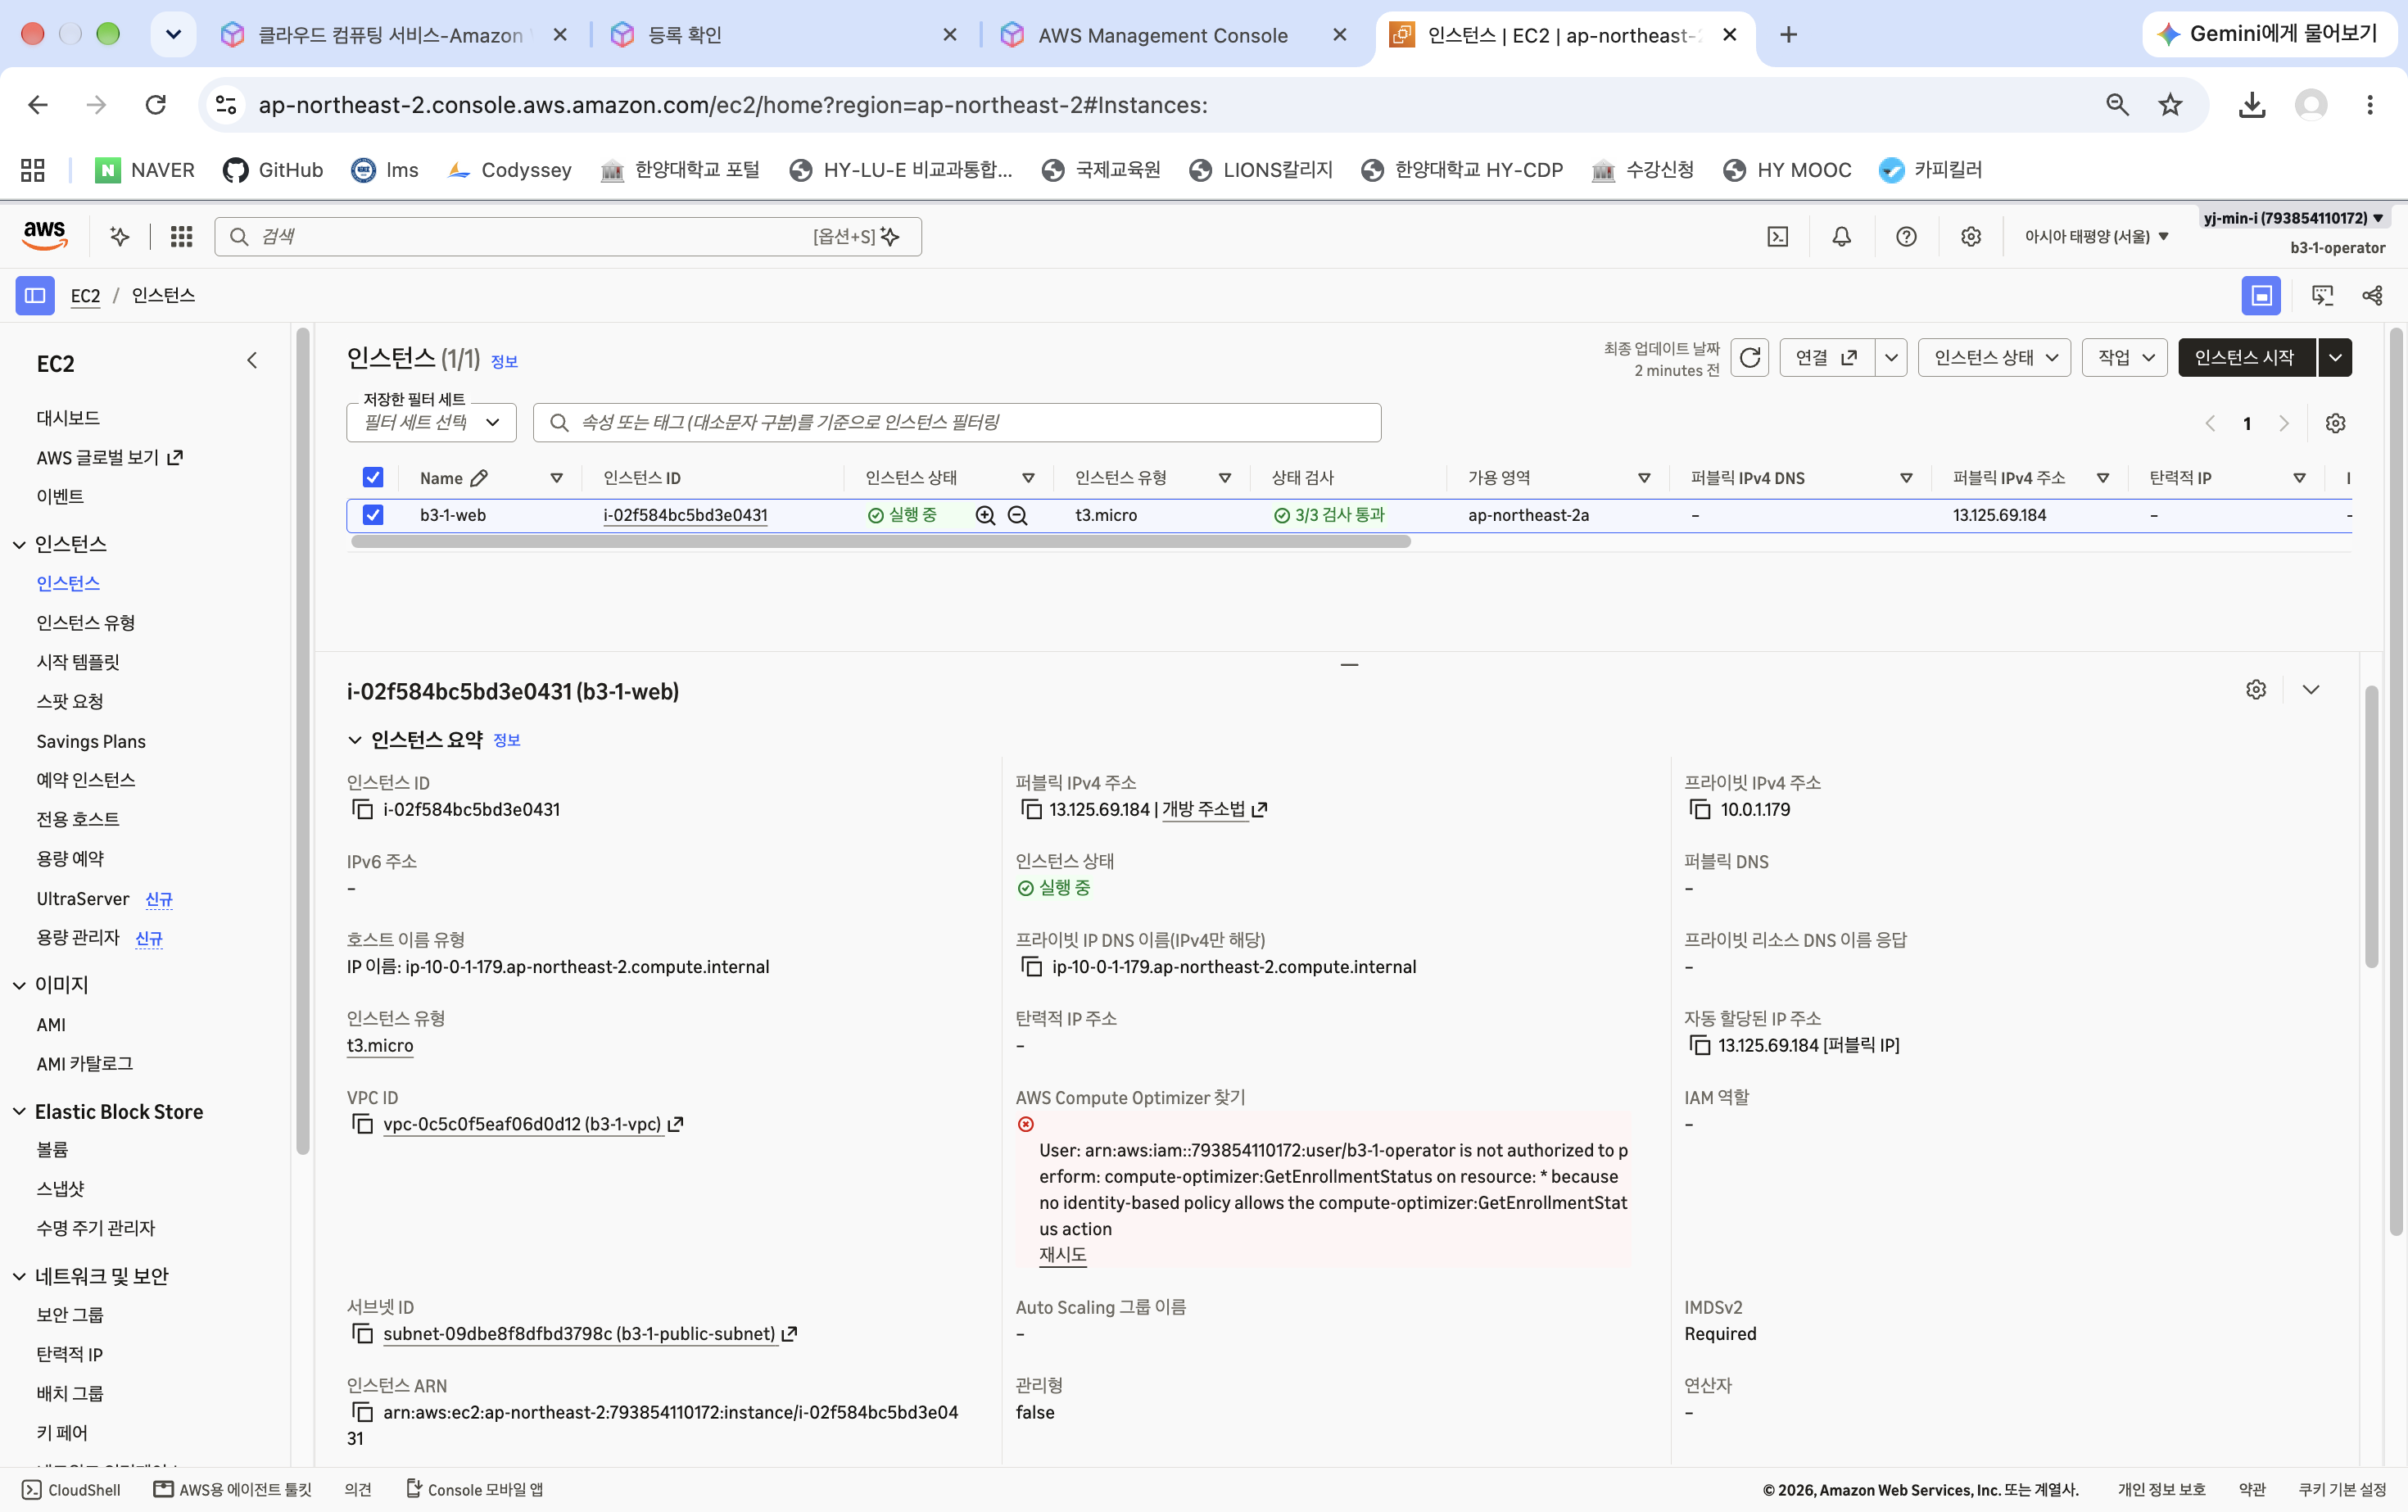 클라우드 컴퓨팅 서비스-Amazon
등록 확인
AWS Management Console
인스턴스 | EC2 | ap-northeast-2
Gemini에게 물어보기
ap-northeast-2.console.aws.amazon.com/ec2/home?region=ap-northeast-2#Instances:
NAVER
GitHub
lms
Codyssey
한양대학교 포털
HY-LU-E 비교과통합...
국제교육원
LIONS칼리지
한양대학교 HY-CDP
수강신청
HY MOOC
카피킬러
aws
검색
[옵션+S]
아시아 태평양 (서울)
yj-min-i (793854110172)
b3-1-operator
EC2 / 인스턴스
EC2
대시보드
AWS 글로벌 보기
이벤트
인스턴스
인스턴스
인스턴스 유형
시작 템플릿
스팟 요청
Savings Plans
예약 인스턴스
전용 호스트
용량 예약
UltraServer 신규
용량 관리자 신규
이미지
AMI
AMI 카탈로그
Elastic Block Store
볼륨
스냅샷
수명 주기 관리자
네트워크 및 보안
보안 그룹
탄력적 IP
배치 그룹
키 페어
인스턴스 (1/1) 정보
최종 업데이트 날짜
2 minutes 전
연결
인스턴스 상태
작업
인스턴스 시작
저장한 필터 세트
필터 세트 선택
속성 또는 태그 (대소문자 구분)를 기준으로 인스턴스 필터링
1
Name 인스턴스 ID 인스턴스 상태 인스턴스 유형 상태 검사 가용 영역 퍼블릭 IPv4 DNS 퍼블릭 IPv4 주소 탄력적 IP
b3-1-web i-02f584bc5bd3e0431 실행 중 t3.micro 3/3 검사 통과 ap-northeast-2a – 13.125.69.184 – –
i-02f584bc5bd3e0431 (b3-1-web)
인스턴스 요약 정보
인스턴스 ID
i-02f584bc5bd3e0431
퍼블릭 IPv4 주소
13.125.69.184 | 개방 주소법
프라이빗 IPv4 주소
10.0.1.179
IPv6 주소
–
인스턴스 상태
실행 중
퍼블릭 DNS
–
호스트 이름 유형
IP 이름: ip-10-0-1-179.ap-northeast-2.compute.internal
프라이빗 IP DNS 이름(IPv4만 해당)
ip-10-0-1-179.ap-northeast-2.compute.internal
프라이빗 리소스 DNS 이름 응답
–
인스턴스 유형
t3.micro
탄력적 IP 주소
–
자동 할당된 IP 주소
13.125.69.184 [퍼블릭 IP]
VPC ID
vpc-0c5c0f5eaf06d0d12 (b3-1-vpc)
AWS Compute Optimizer 찾기
User: arn:aws:iam::793854110172:user/b3-1-operator is not authorized to p
erform: compute-optimizer:GetEnrollmentStatus on resource: * because
no identity-based policy allows the compute-optimizer:GetEnrollmentStat
us action
재시도
IAM 역할
–
서브넷 ID
subnet-09dbe8f8dfbd3798c (b3-1-public-subnet)
Auto Scaling 그룹 이름
–
IMDSv2
Required
인스턴스 ARN
arn:aws:ec2:ap-northeast-2:793854110172:instance/i-02f584bc5bd3e04
31
관리형
false
연산자
–
CloudShell
AWS용 에이전트 툴킷
의견
Console 모바일 앱
© 2026, Amazon Web Services, Inc. 또는 계열사.
개인 정보 보호
약관
쿠키 기본 설정